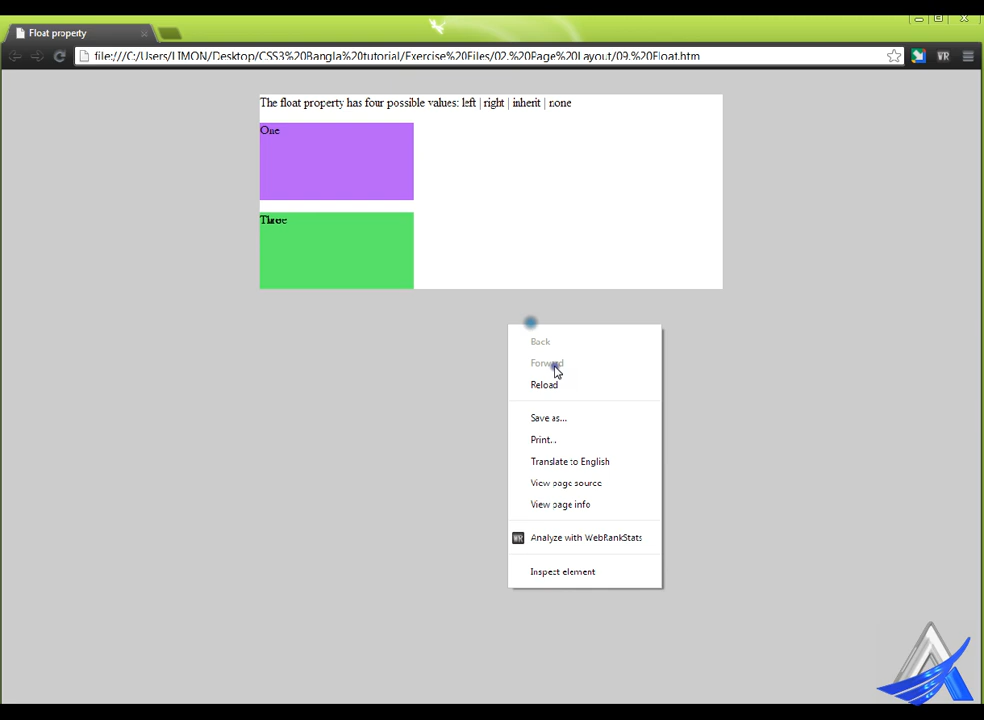 Float property
file:///C:/Users/LIMON/Desktop/CSS3%20Bangla%20tutorial/Exercise%20Files/02.%20Page%20Layout/09.%20Float.htm
The float property has four possible values: left | right | inherit | none
One
Back
Forward
Reload
Save as...
Print...
Translate to English
View page source
View page info
WR Analyze with WebRankStats
Inspect element